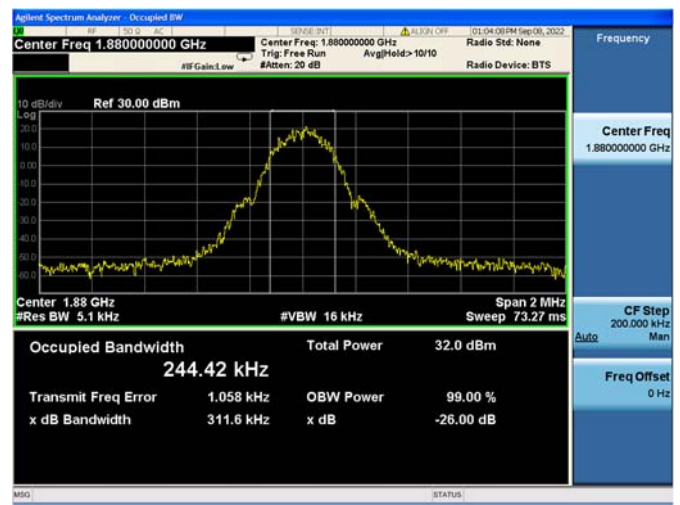 Agilent Spectrum Analyzer - Occupied BW
RF 50 Ω AC SENSE:INT ALIGN OFF 01:04:08 PM Sep 08, 2022
Center Freq 1.880000000 GHz Center Freq: 1.880000000 GHz Radio Std: None
Trig: Free Run Avg|Hold:>10/10
#IFGain:Low #Atten: 20 dB Radio Device: BTS
Frequency
10 dB/div Ref 30.00 dBm
Log
20.0
10.0
0.00
-10.0
-20.0
-30.0
-40.0
-50.0
-60.0
Center Freq
1.880000000 GHz
Center 1.88 GHz Span 2 MHz
#Res BW 5.1 kHz #VBW 16 kHz Sweep 73.27 ms
CF Step
200.000 kHz
Auto Man
Occupied Bandwidth Total Power 32.0 dBm
244.42 kHz
Transmit Freq Error 1.058 kHz OBW Power 99.00 %
x dB Bandwidth 311.6 kHz x dB -26.00 dB
Freq Offset
0 Hz
MSG STATUS